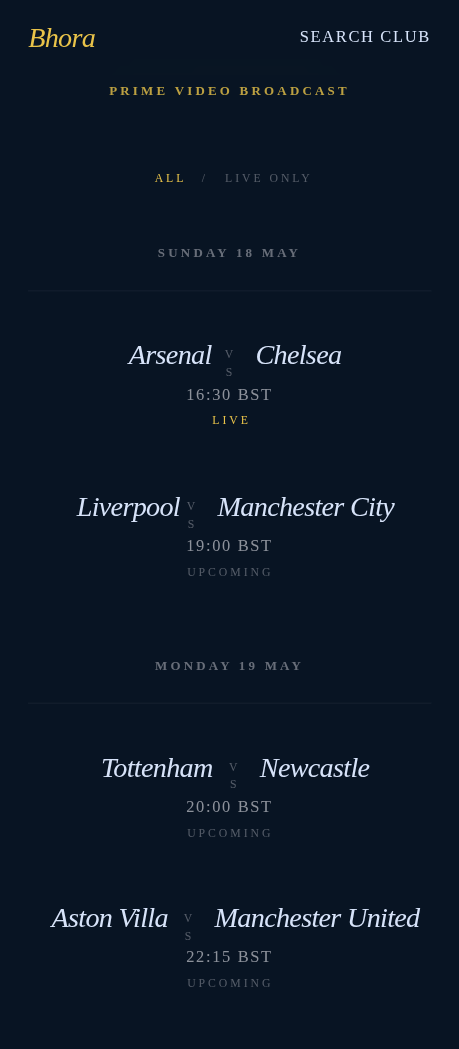 Bhora SEARCH CLUB
PRIME VIDEO BROADCAST
ALL / LIVE ONLY
SUNDAY 18 MAY
Arsenal VS Chelsea
16:30 BST
LIVE
Liverpool VS Manchester City
19:00 BST
UPCOMING
MONDAY 19 MAY
Tottenham VS Newcastle
20:00 BST
UPCOMING
Aston Villa VS Manchester United
22:15 BST
UPCOMING